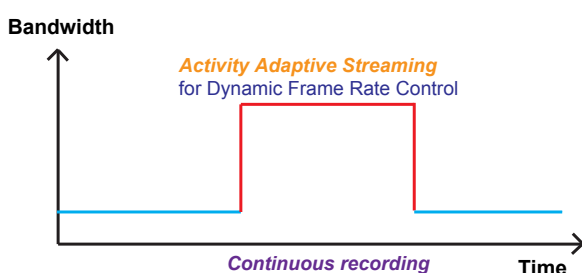 Bandwidth
Activity Adaptive Streaming
for Dynamic Frame Rate Control
Continuous recording
Time